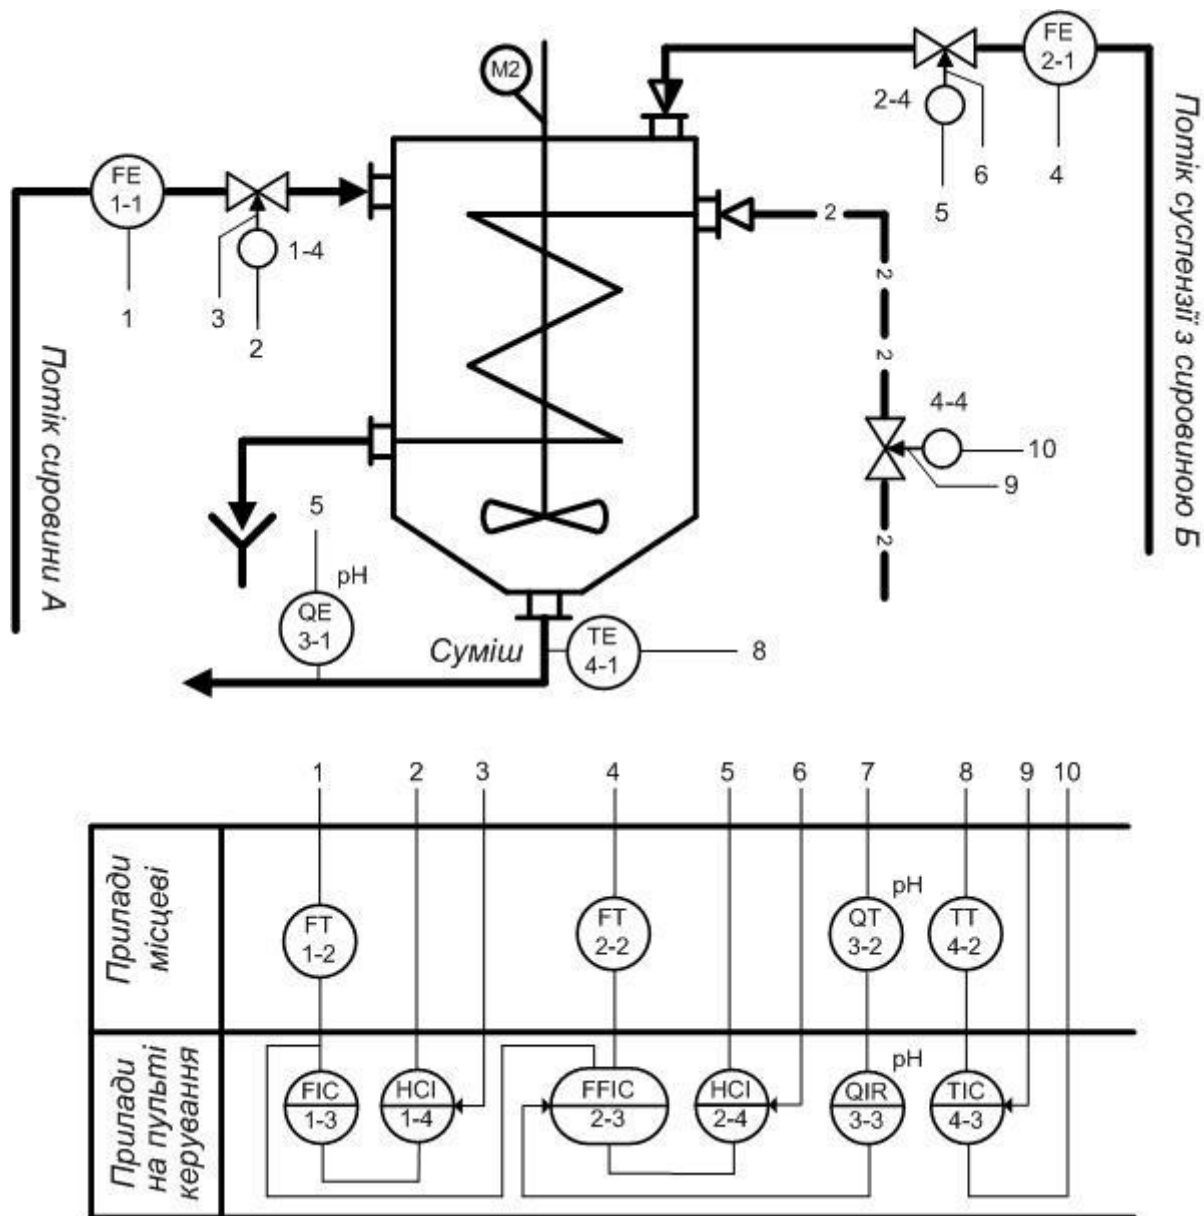 M2
FE
2-1
2-4
6
4
5
FE
1-1
1-4
1
3
2
2
2
2
2
4-4
10
9
Потік сировини А
Потік суспензії з сировиною Б
5
pH
QE
3-1
Суміш
TE
4-1
8
1 2 3 4 5 6 7 8 9 10
Прилади
місцеві
FT
1-2
FT
2-2
pH
QT
3-2
TT
4-2
Прилади
на пульті
керування
FIC
1-3
HCI
1-4
FFIC
2-3
HCI
2-4
pH
QIR
3-3
TIC
4-3